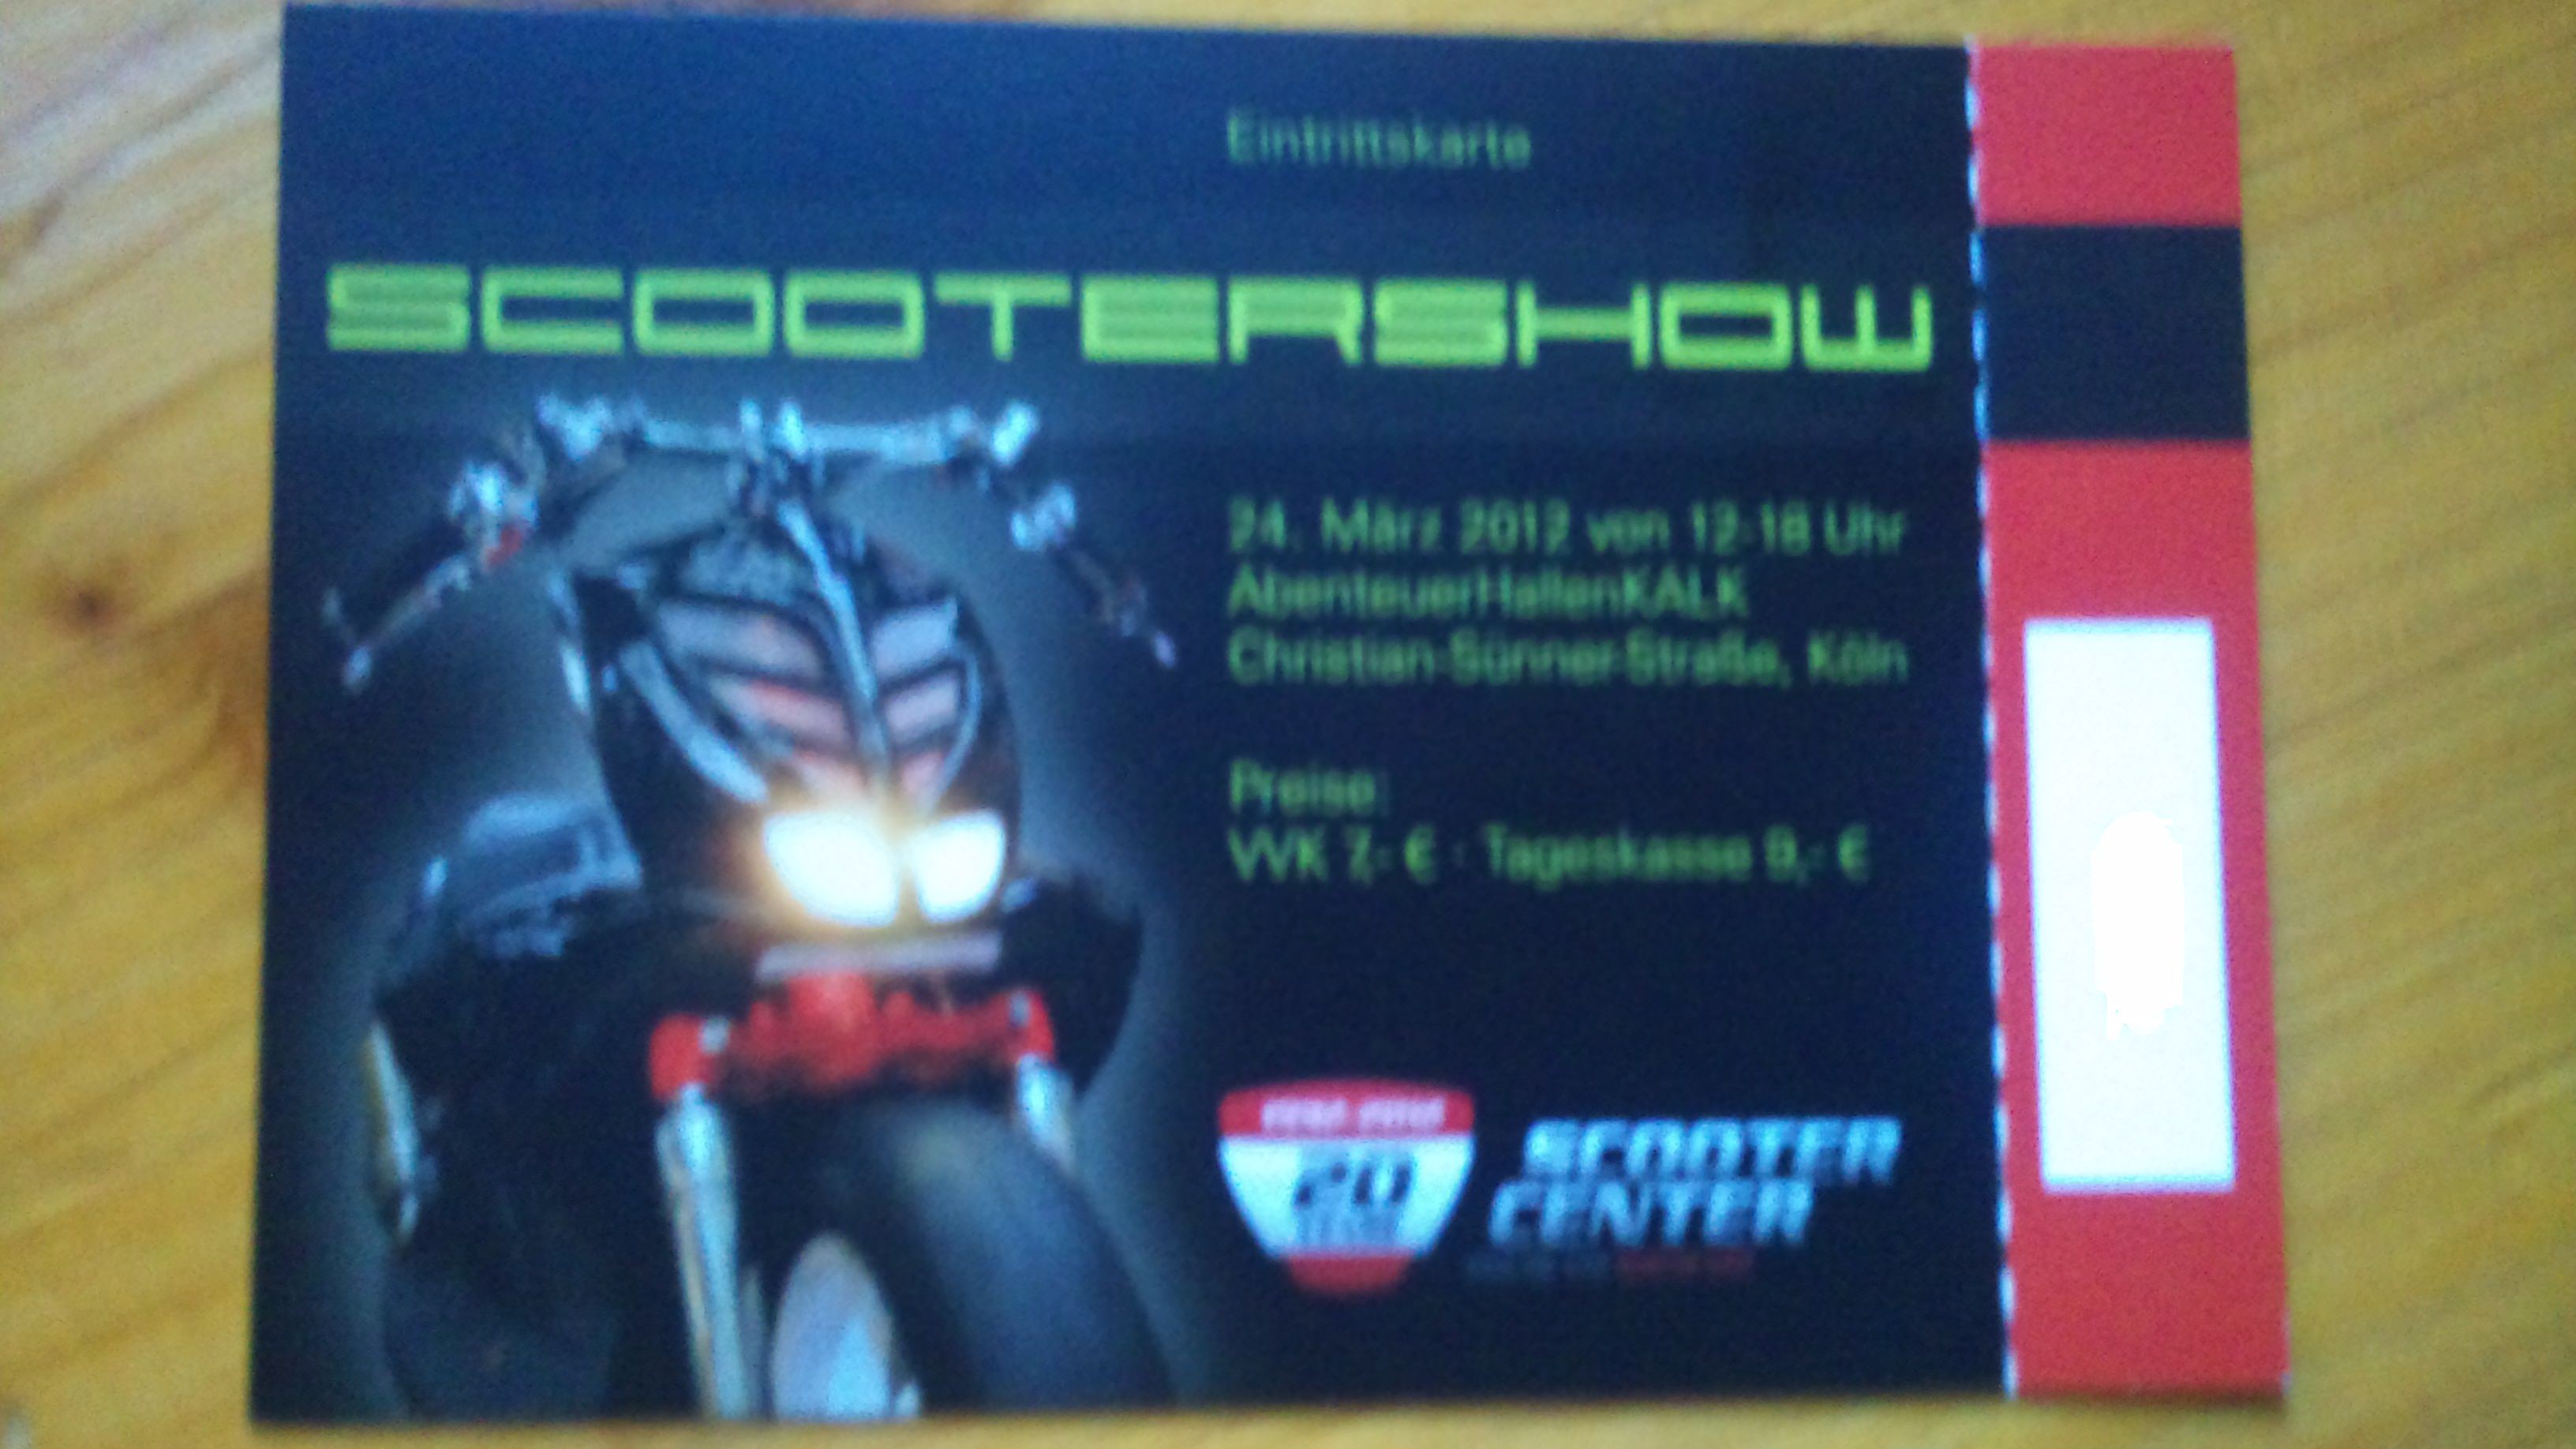 Eintrittskarte
SCOOTERSHOW
24. März 2012 von 12-18 Uhr
AbenteuerHallenKALK
Christian-Sünner-Straße, Köln
Preise:
VVK 7,- € · Tageskasse 9,- €
20
SCOOTER
CENTER